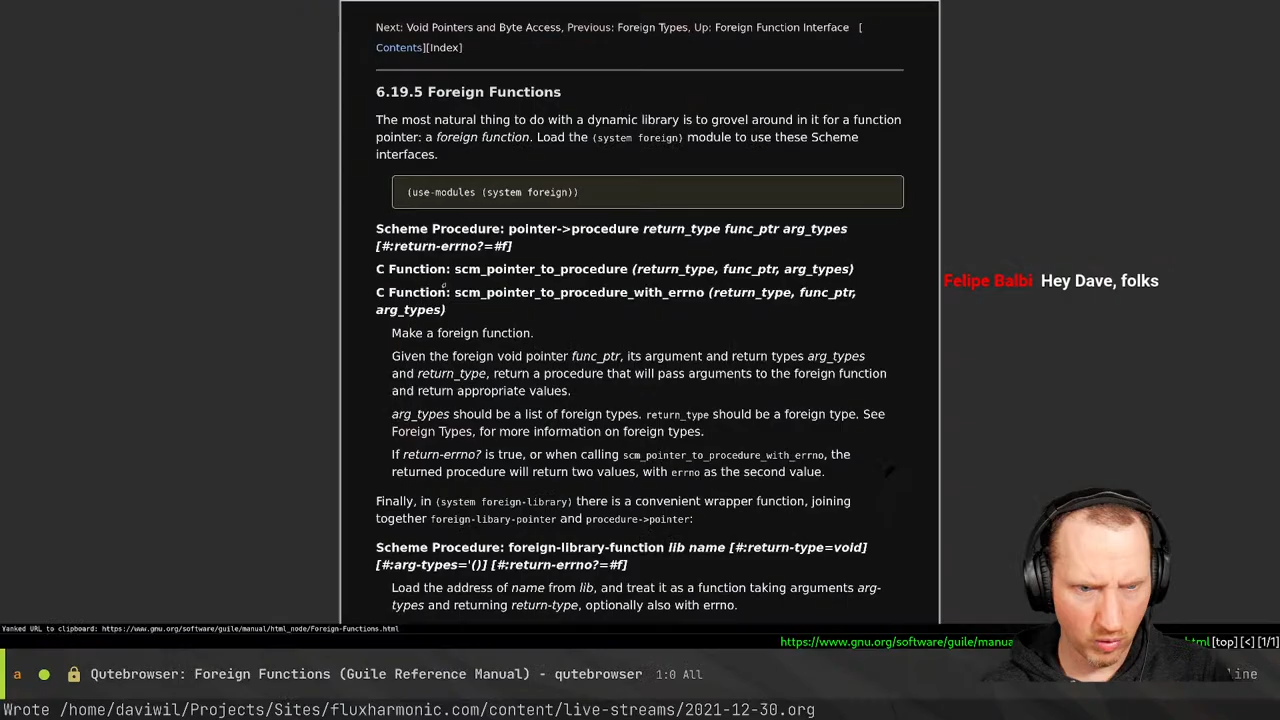 Next: Void Pointers and Byte Access, Previous: Foreign Types, Up: Foreign Function Interface   [
Contents][Index]
6.19.5 Foreign Functions
The most natural thing to do with a dynamic library is to grovel around in it for a function
pointer: a foreign function. Load the (system foreign) module to use these Scheme
interfaces.
(use-modules (system foreign))
Scheme Procedure: pointer->procedure return_type func_ptr arg_types
[#:return-errno?=#f]
C Function: scm_pointer_to_procedure (return_type, func_ptr, arg_types)
C Function: scm_pointer_to_procedure_with_errno (return_type, func_ptr,
arg_types)
Make a foreign function.
Given the foreign void pointer func_ptr, its argument and return types arg_types
and return_type, return a procedure that will pass arguments to the foreign function
and return appropriate values.
arg_types should be a list of foreign types. return_type should be a foreign type. See
Foreign Types, for more information on foreign types.
If return-errno? is true, or when calling scm_pointer_to_procedure_with_errno, the
returned procedure will return two values, with errno as the second value.
Finally, in (system foreign-library) there is a convenient wrapper function, joining
together foreign-libary-pointer and procedure->pointer:
Scheme Procedure: foreign-library-function lib name [#:return-type=void]
[#:arg-types='()] [#:return-errno?=#f]
Load the address of name from lib, and treat it as a function taking arguments arg-
types and returning return-type, optionally also with errno.
Felipe Balbi Hey Dave, folks
Yanked URL to clipboard: https://www.gnu.org/software/guile/manual/html_node/Foreign-Functions.html
https://www.gnu.org/software/guile/manua html [top] [<] [1/1]
a Qutebrowser: Foreign Functions (Guile Reference Manual) - qutebrowser 1:0 All line
Wrote /home/daviwil/Projects/Sites/fluxharmonic.com/content/live-streams/2021-12-30.org